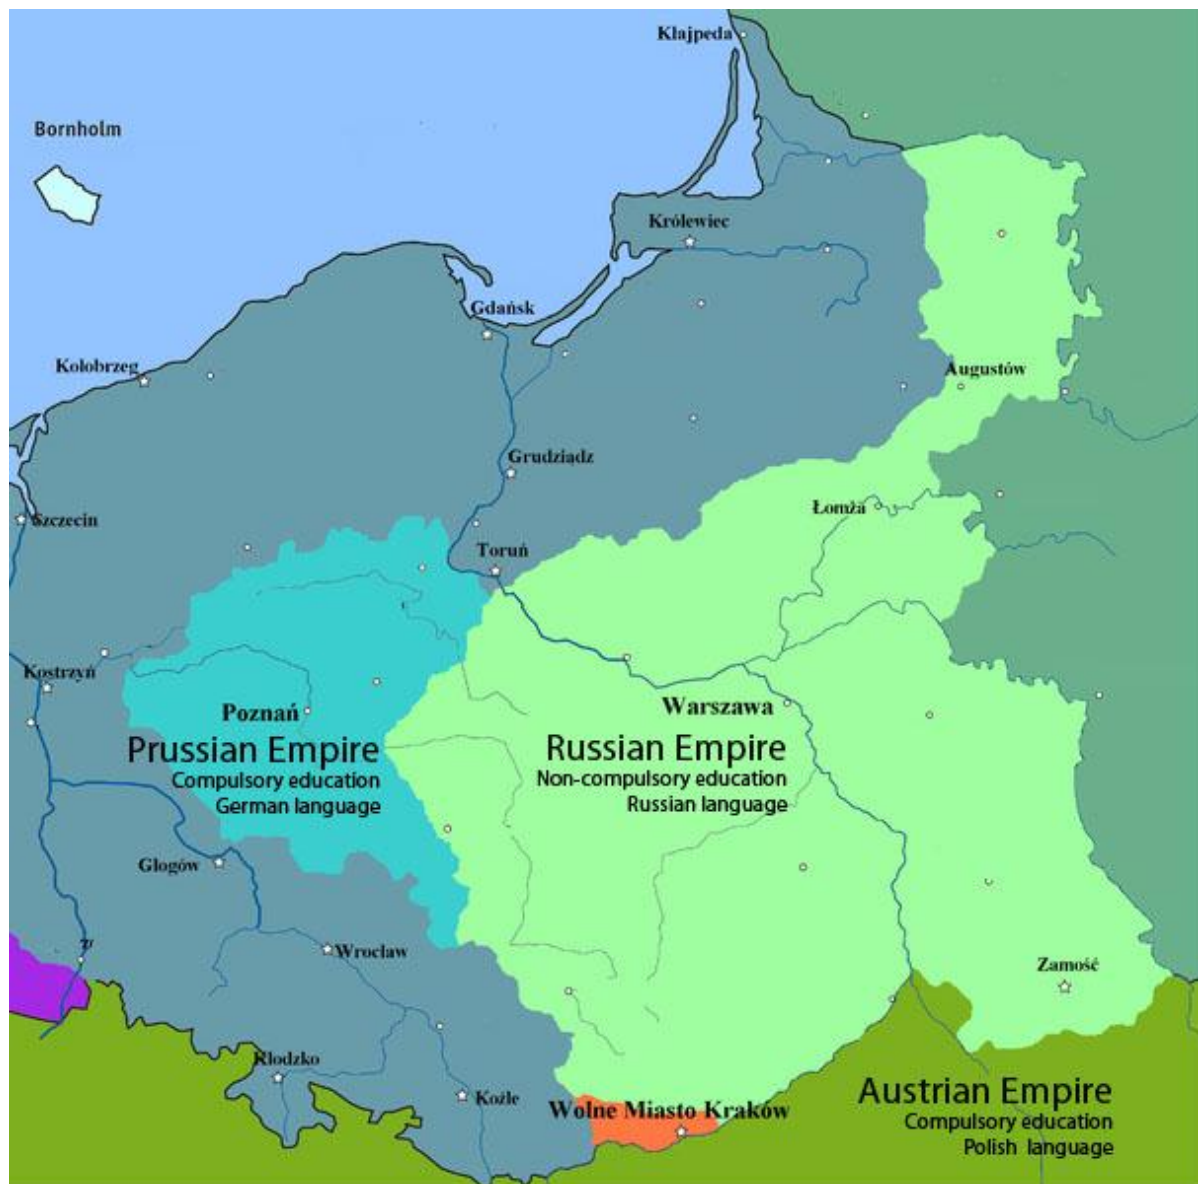 Kłajpeda
Bornholm
Królewiec
Gdańsk
Kołobrzeg
Augustów
Grudziądz
Łomża
Szczecin
Toruń
Kostrzyń
Poznań
Warszawa
Prussian Empire
Compulsory education
German language
Russian Empire
Non-compulsory education
Russian language
Głogów
Wrocław
Zamość
Kłodzko
Koźle
Wolne Miasto Kraków
Austrian Empire
Compulsory education
Polish language